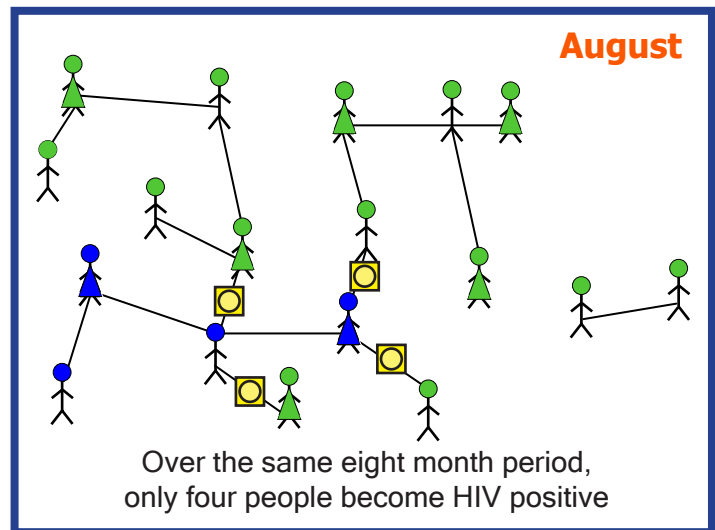 August
Over the same eight month period,
only four people become HIV positive